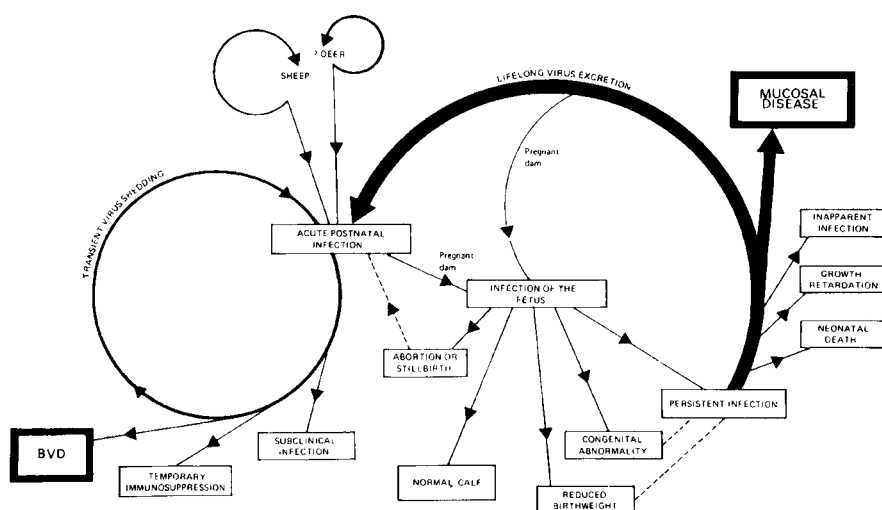 ? DEER
SHEEP
LIFELONG VIRUS EXCRETION
MUCOSAL
DISEASE
Pregnant
dam
TRANSIENT VIRUS SHEDDING
INAPPARENT
INFECTION
ACUTE POSTNATAL
INFECTION
Pregnant
dam
GROWTH
RETARDATION
INFECTION OF THE
FETUS
NEONATAL
DEATH
ABORTION OR
STILLBIRTH
PERSISTENT INFECTION
SUBCLINICAL
INFECTION
CONGENITAL
ABNORMALITY
BVD
TEMPORARY
IMMUNOSUPPRESSION
NORMAL CALF
REDUCED
BIRTHWEIGHT